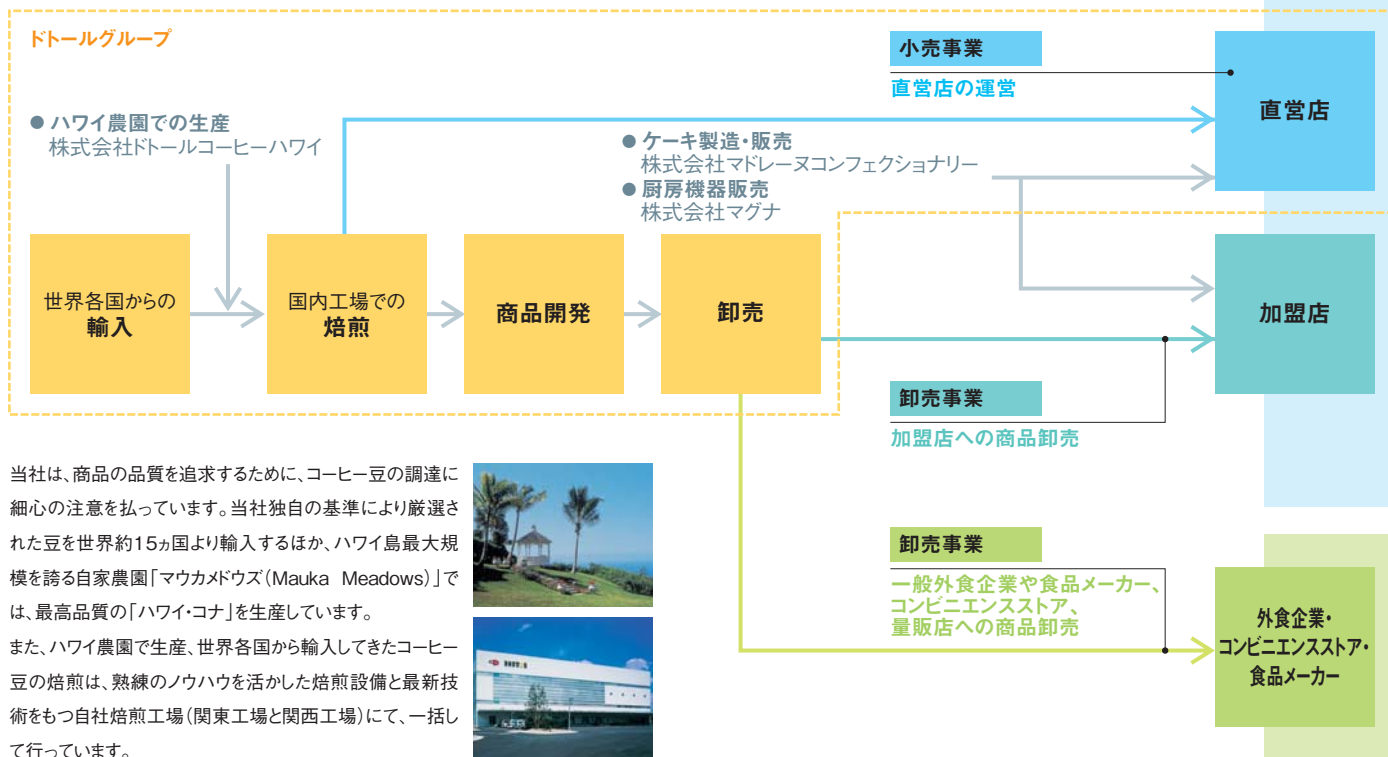 ドトールグループ
小売事業
直営店の運営
直営店
● ハワイ農園での生産
株式会社ドトールコーヒーハワイ
● ケーキ製造・販売
株式会社マドレーヌコンフェクショナリー
● 厨房機器販売
株式会社マグナ
世界各国からの
輸入
国内工場での
焙煎
商品開発
卸売
加盟店
卸売事業
加盟店への商品卸売
卸売事業
一般外食企業や食品メーカー、
コンビニエンスストア、
量販店への商品卸売
外食企業・
コンビニエンスストア・
食品メーカー
当社は、商品の品質を追求するために、コーヒー豆の調達に
細心の注意を払っています。当社独自の基準により厳選さ
れた豆を世界約15ヵ国より輸入するほか、ハワイ島最大規
模を誇る自家農園「マウカメドウズ(Mauka Meadows)」で
は、最高品質の「ハワイ・コナ」を生産しています。
また、ハワイ農園で生産、世界各国から輸入してきたコーヒー
豆の焙煎は、熟練のノウハウを活かした焙煎設備と最新技
術をもつ自社焙煎工場(関東工場と関西工場)にて、一括し
て行っています。